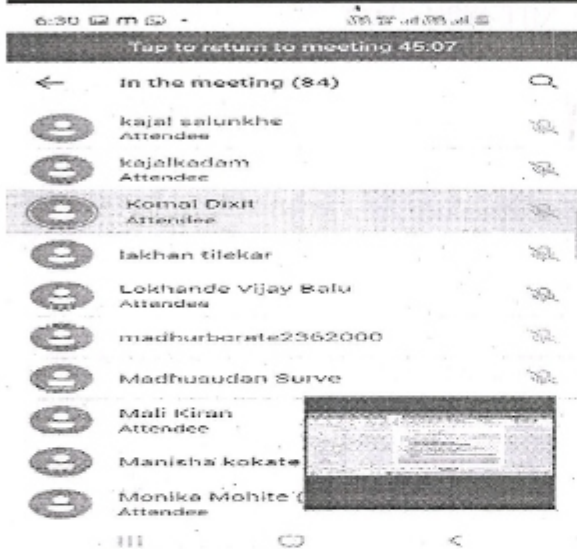 6:30
Tap to return to meeting 45:07
In the meeting (84)
kajal salunkhe
Attendee
kajalkadam
Attendee
Komal Dixit
Attendee
lakhan tilekar
Lokhande Vijay Balu
Attendee
madhurborate2362000
Madhusudan Surve
Mali Kiran
Attendee
Manisha kokate
Monika Mohite (
Attendee